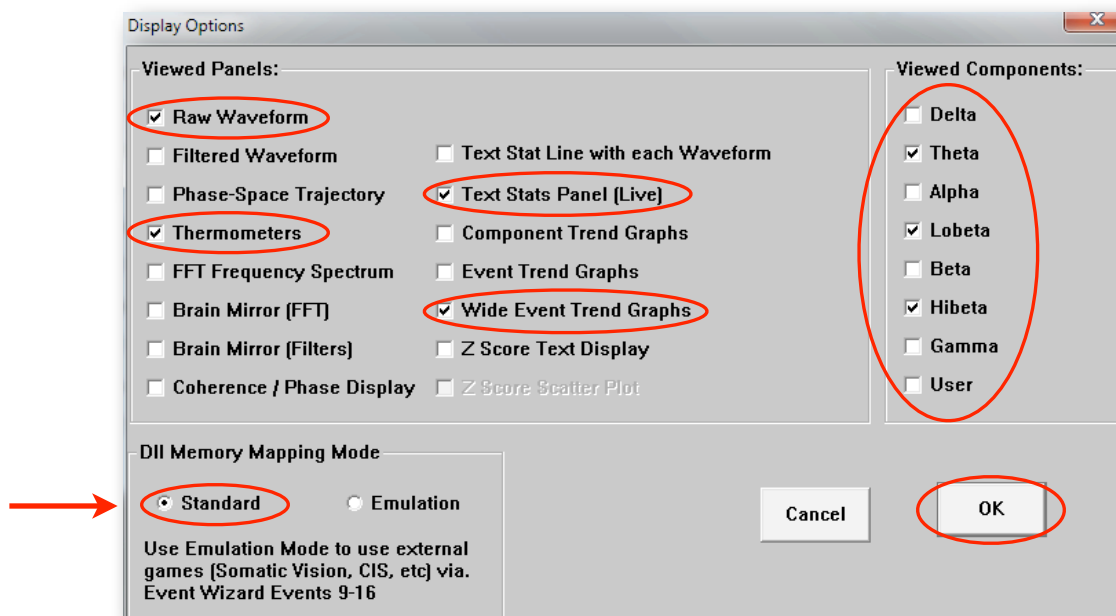 Display Options
X
Viewed Panels:
Raw Waveform
Filtered Waveform
Phase-Space Trajectory
Thermometers
FFT Frequency Spectrum
Brain Mirror (FFT)
Brain Mirror (Filters)
Coherence / Phase Display
Text Stat Line with each Waveform
Text Stats Panel (Live)
Component Trend Graphs
Event Trend Graphs
Wide Event Trend Graphs
Z Score Text Display
Z Score Scatter Plot
Viewed Components:
Delta
Theta
Alpha
Lobeta
Beta
Hibeta
Gamma
User
Dll Memory Mapping Mode
Standard
Emulation
Use Emulation Mode to use external
games (Somatic Vision, CIS, etc) via.
Event Wizard Events 9-16
Cancel
OK